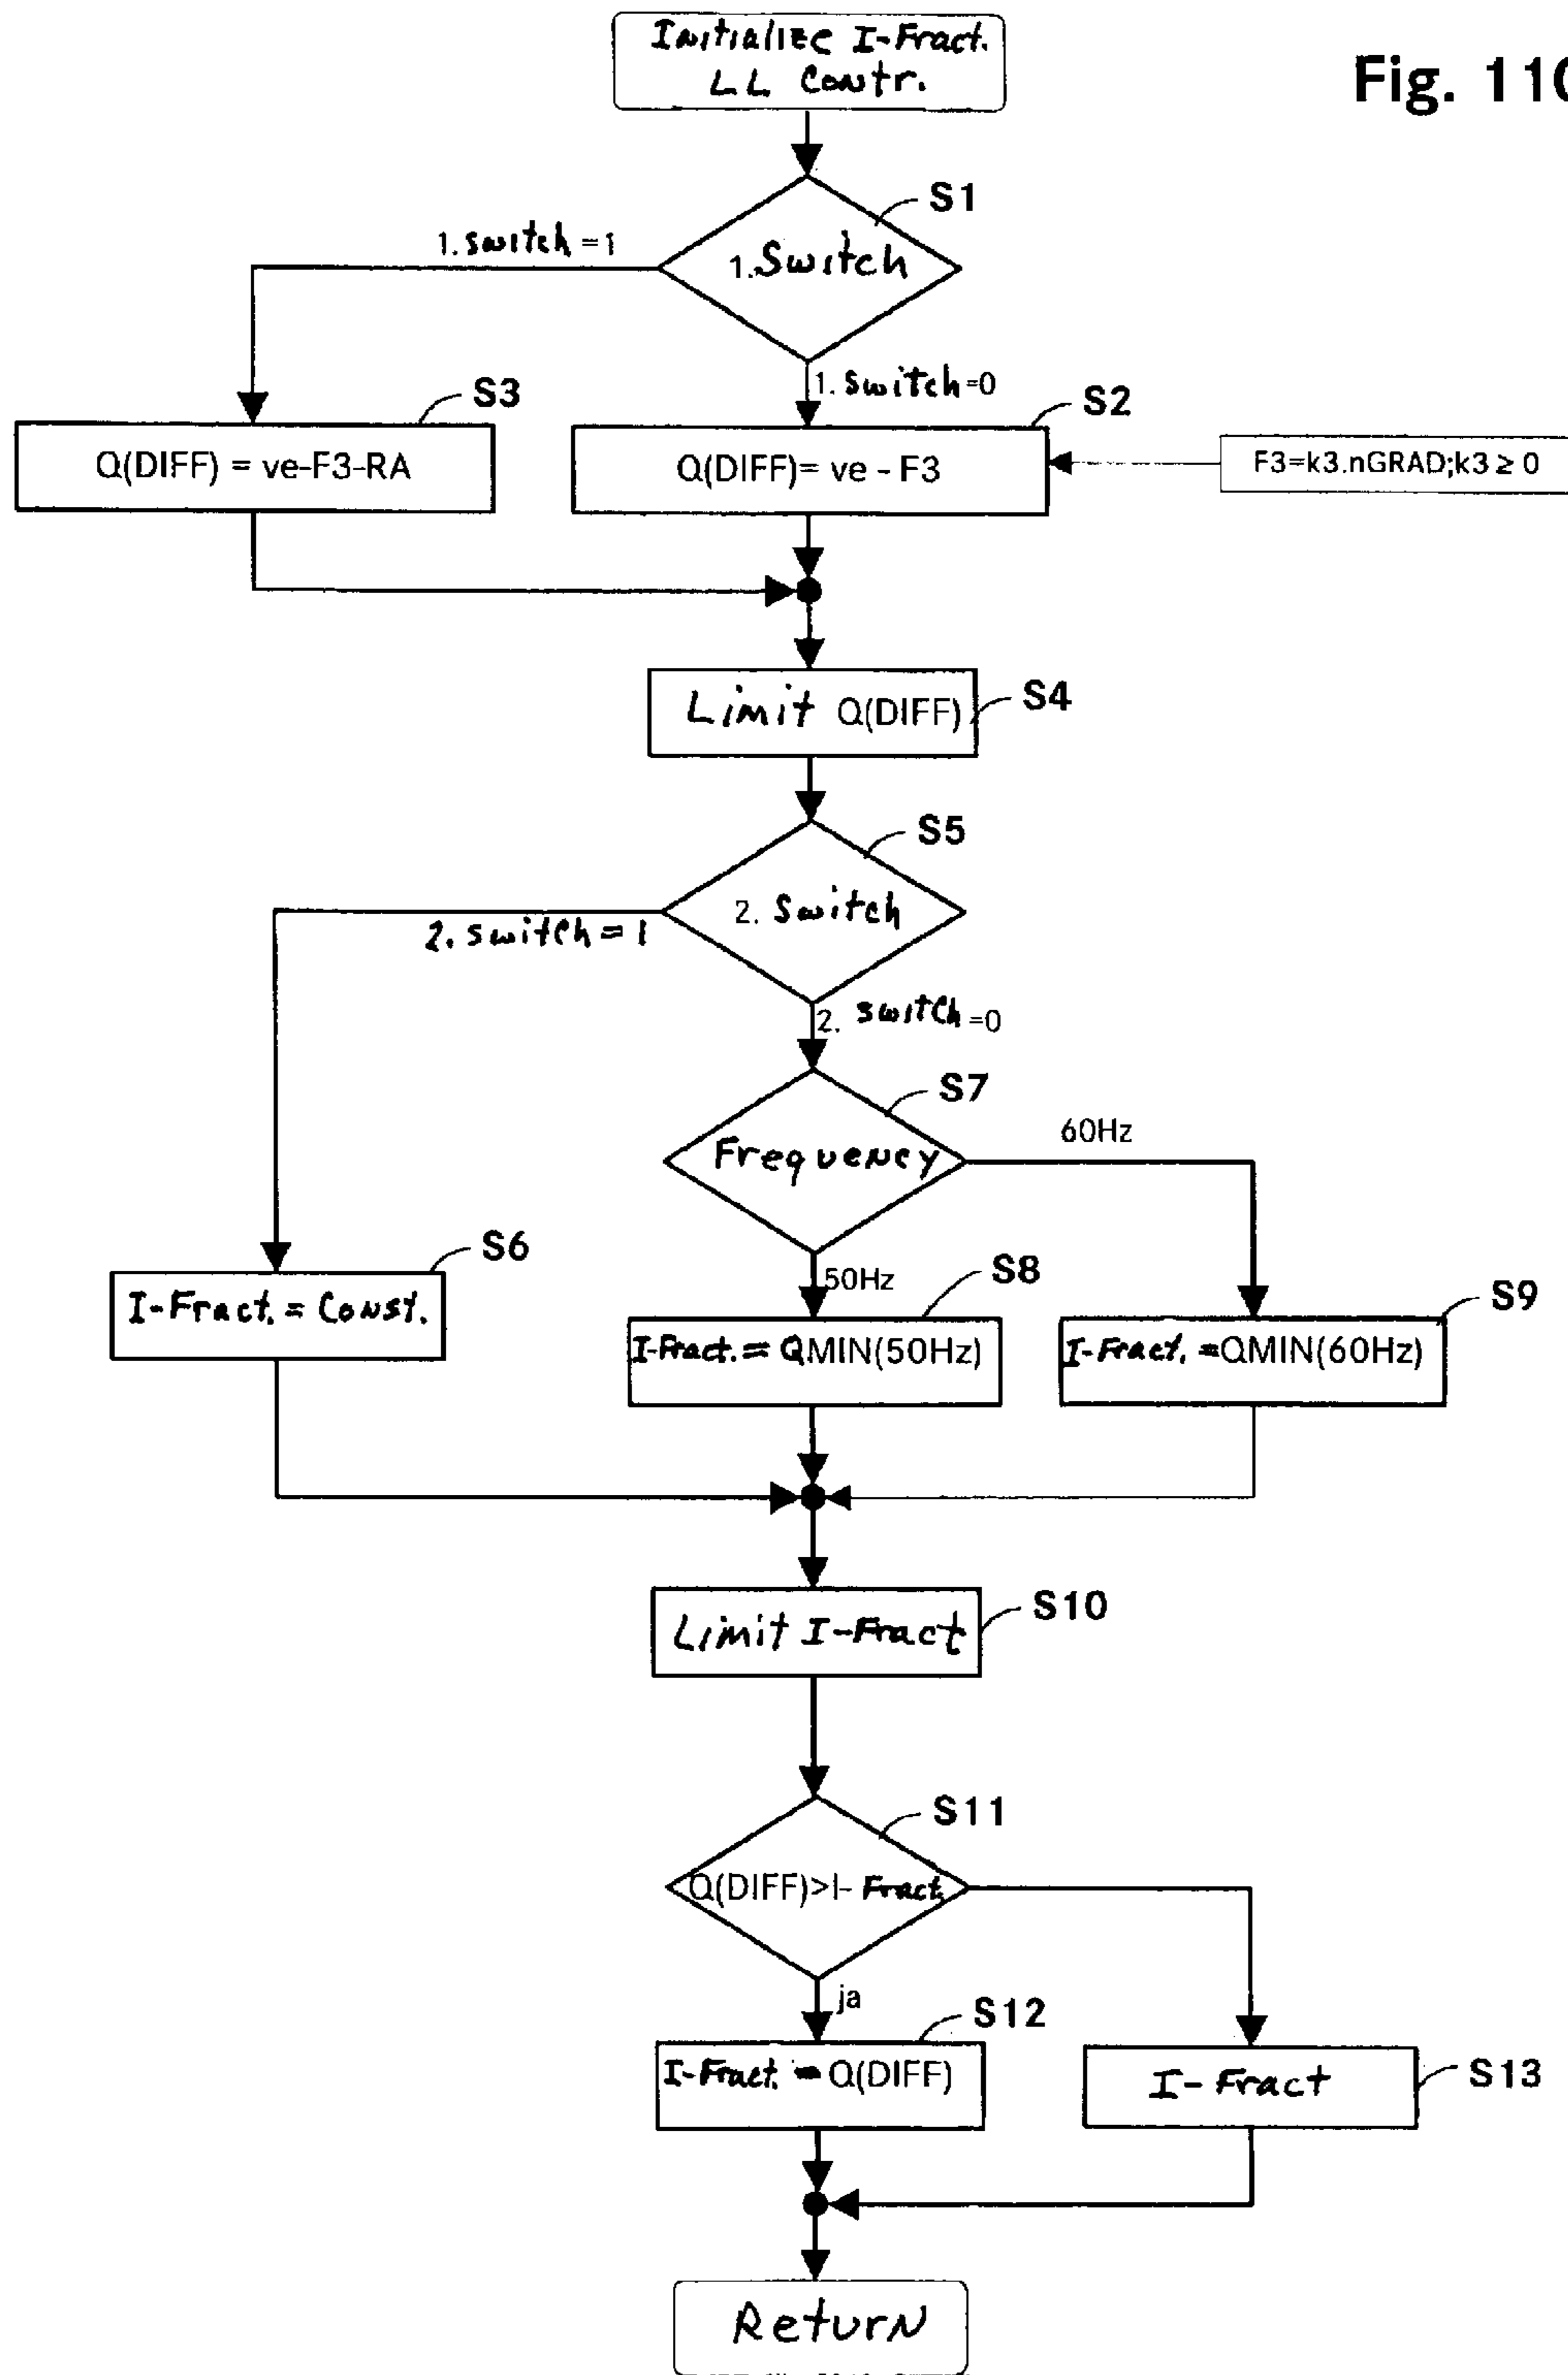 Initialize I-Fract.
LL Contr.
Fig. 110
S1
1. switch = 1
1. Switch
1. switch =0
S3
S2
Q(DIFF) = ve-F3-RA
Q(DIFF)= ve - F3
F3=k3.nGRAD;k3 ≥ 0
Limit Q(DIFF)
S4
S5
2. Switch
2. switch = 1
2. switch =0
S7
Frequency
60Hz
S6
50Hz
S8
S9
I-Fract. = Const.
I-Fract. = QMIN(50Hz)
I-Fract. =QMIN(60Hz)
S10
Limit I-Fract
S11
Q(DIFF)>I- Fract.
ja
S12
I-Fract. = Q(DIFF)
I- Fract
S13
Return